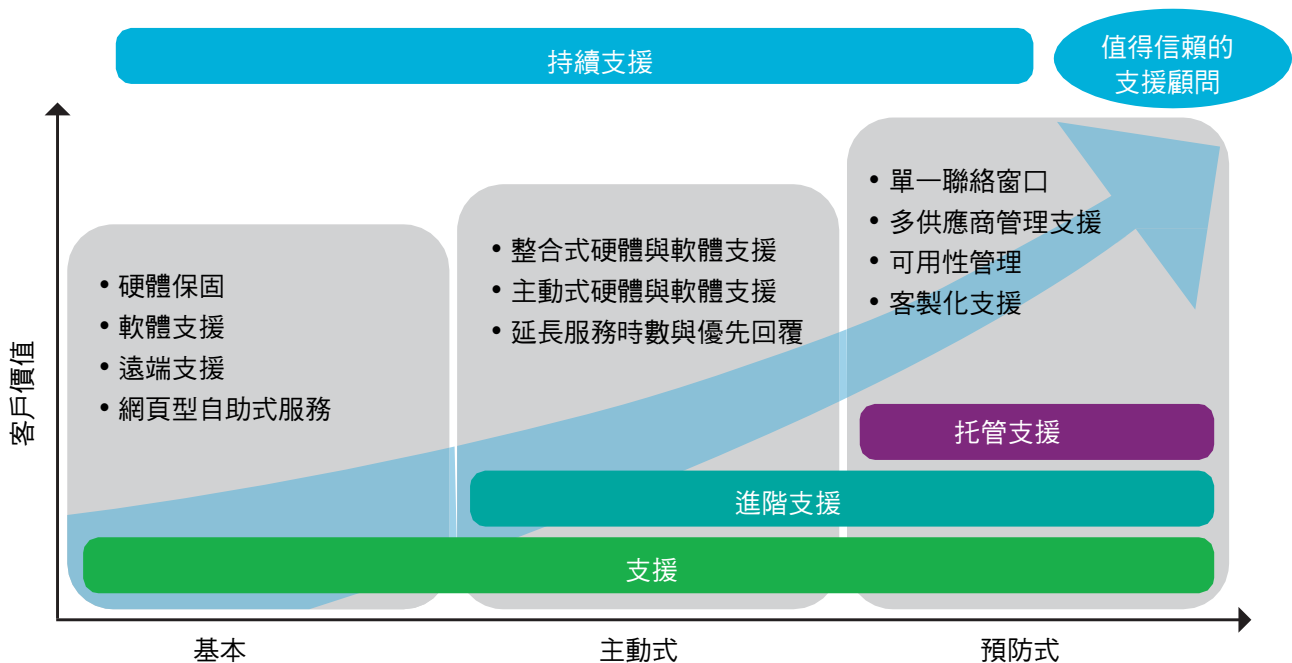 持續支援
值得信賴的
支援顧問
客戶價值
• 硬體保固
• 軟體支援
• 遠端支援
• 網頁型自助式服務
• 整合式硬體與軟體支援
• 主動式硬體與軟體支援
• 延長服務時數與優先回覆
• 單一聯絡窗口
• 多供應商管理支援
• 可用性管理
• 客製化支援
托管支援
進階支援
支援
基本
主動式
預防式